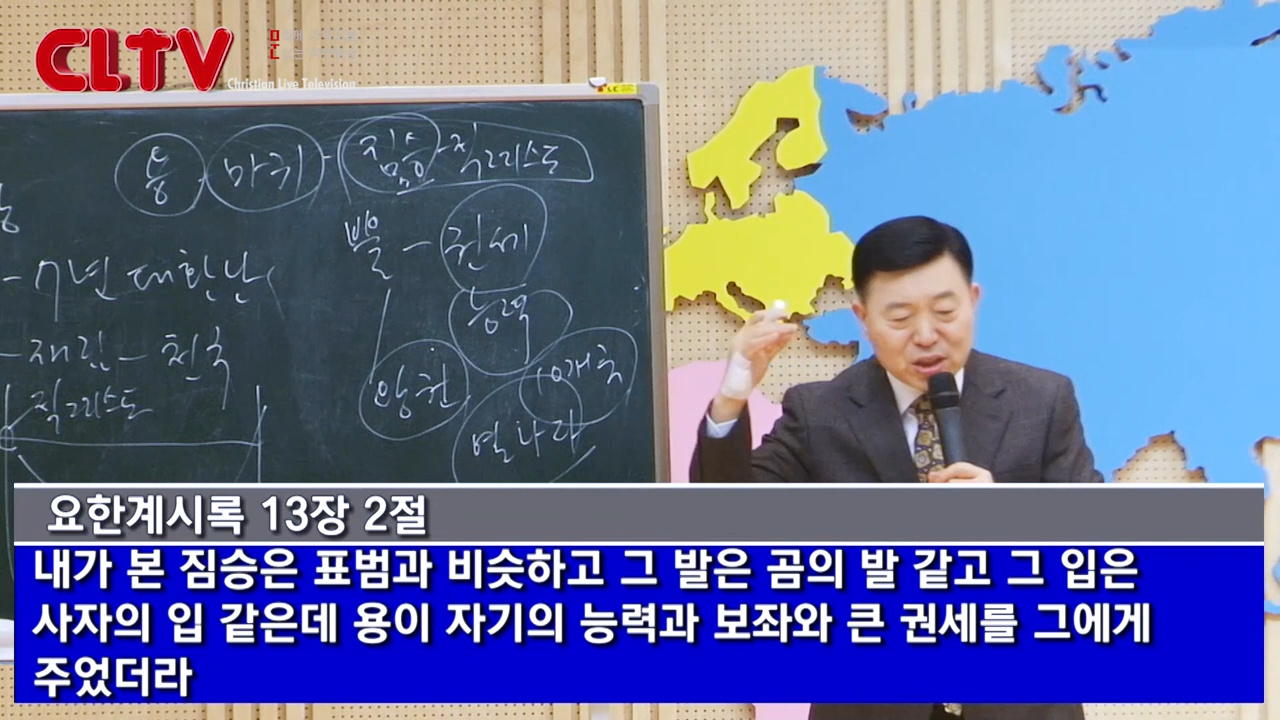 CLTV
Christian Live Television
용 마귀 - 짐승 - 적그리스도
뿔 - 권세
- 7년 대환난
능력
- 재림 - 천국
적그리스도
왕권
10개국
열나라
요한계시록 13장 2절
내가 본 짐승은 표범과 비슷하고 그 발은 곰의 발 같고 그 입은
사자의 입 같은데 용이 자기의 능력과 보좌와 큰 권세를 그에게
주었더라